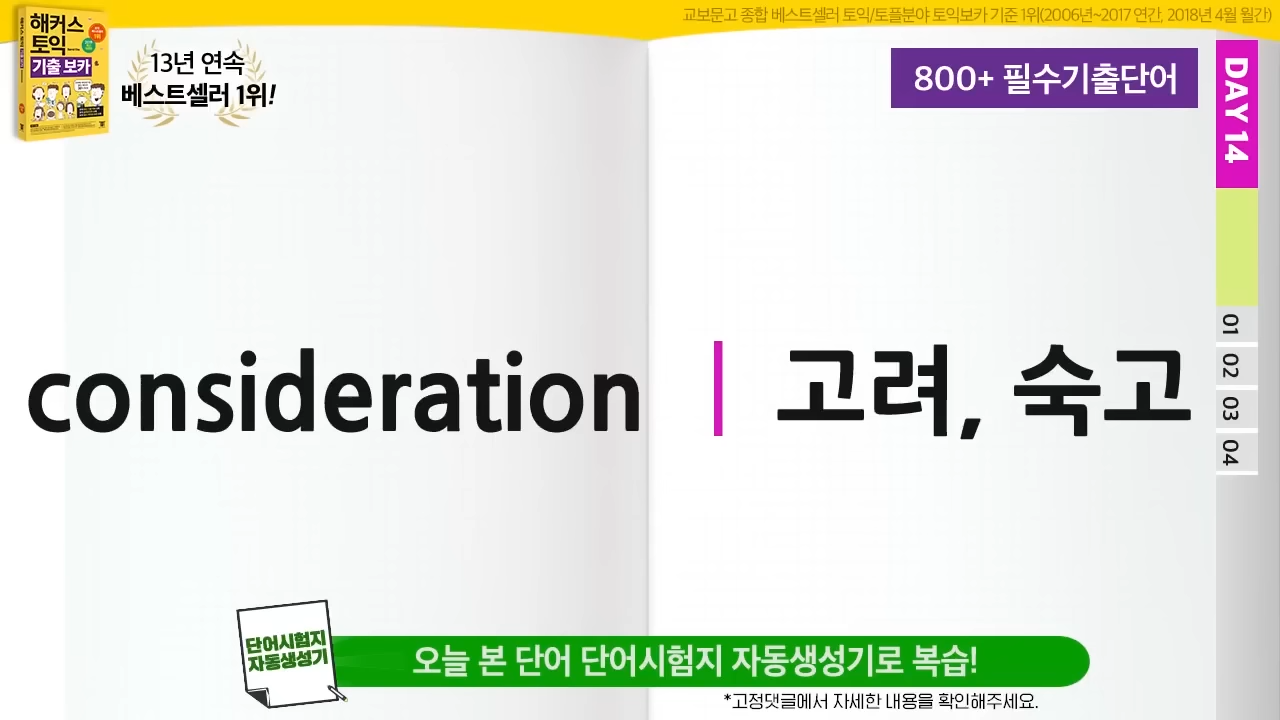 교보문고 종합 베스트셀러 토익/토플분야 토익보카 기준 1위(2006년~2017 연간, 2018년 4월 월간)
해커스
토익
기출 보카
13년 연속
베스트셀러 1위!
800+ 필수기출단어
DAY 14
consideration
고려, 숙고
01
02
03
04
단어시험지
자동생성기
오늘 본 단어 단어시험지 자동생성기로 복습!
*고정댓글에서 자세한 내용을 확인해주세요.